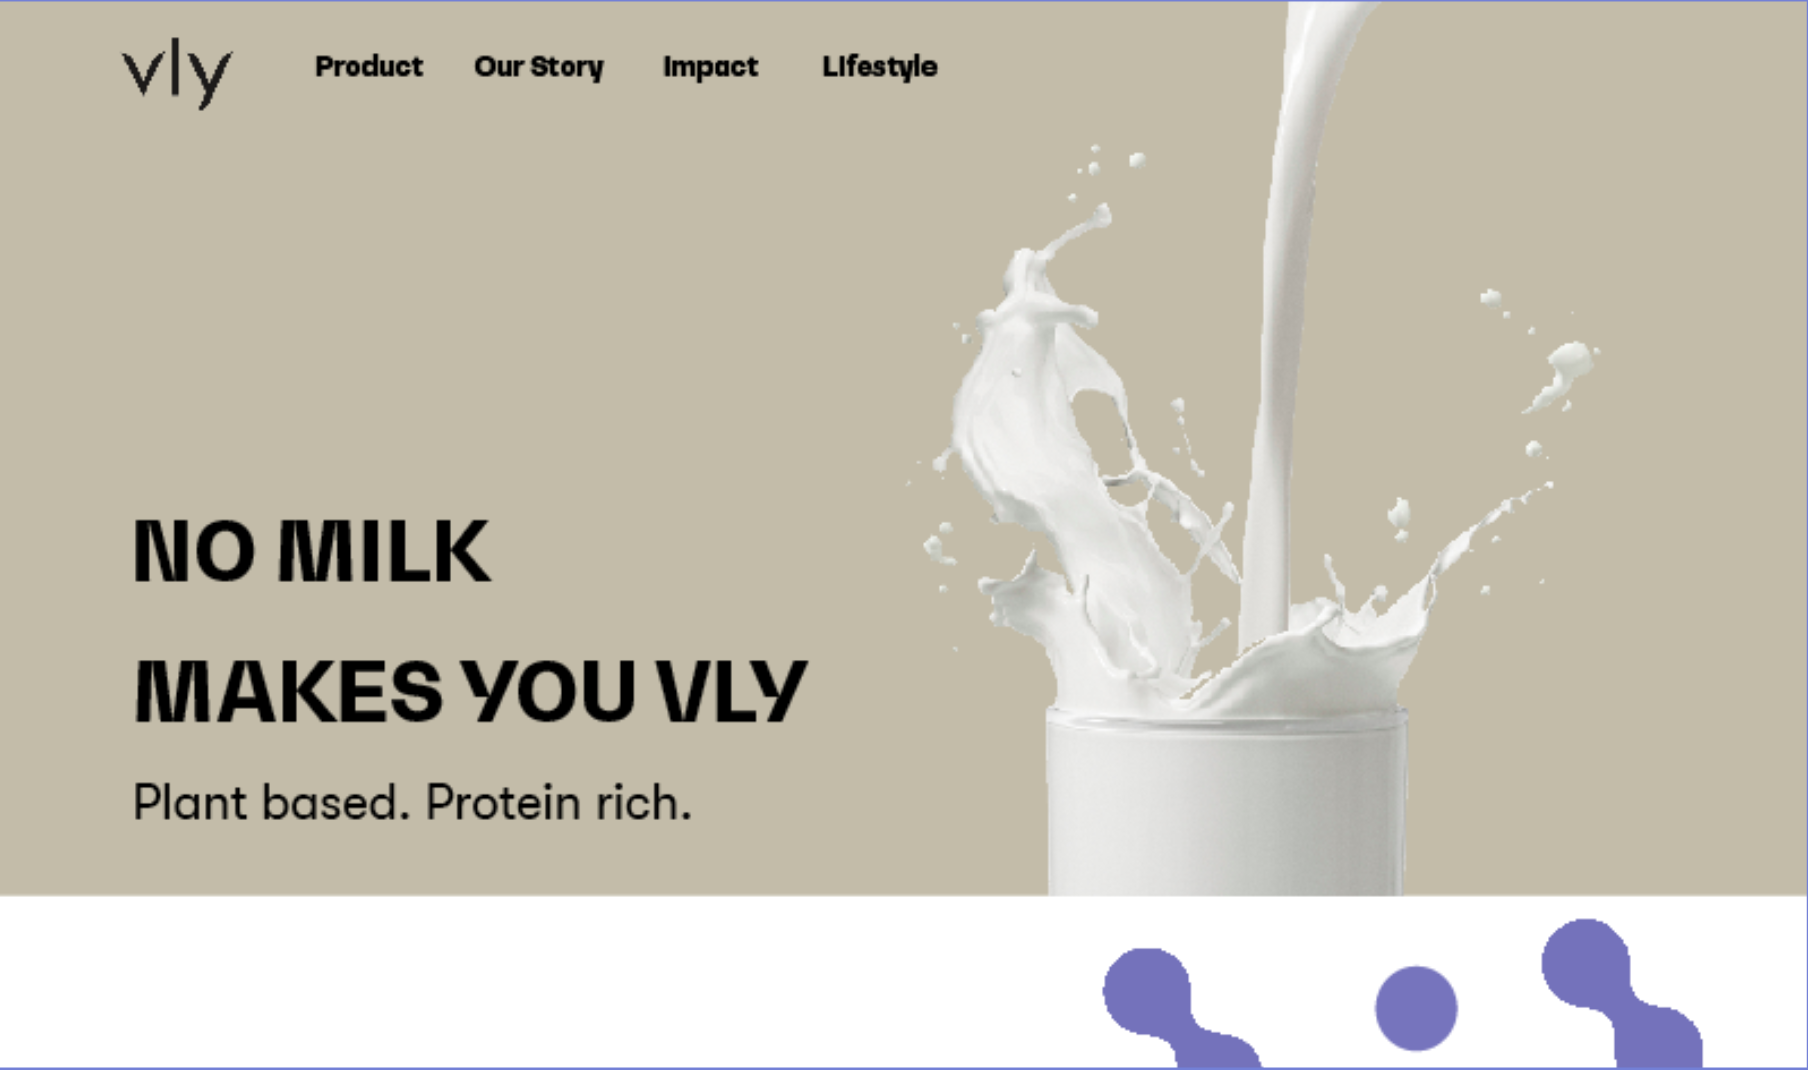 vly Product Our Story Impact LIfestyle
NO MILK
MAKES YOU VLY
Plant based. Protein rich.